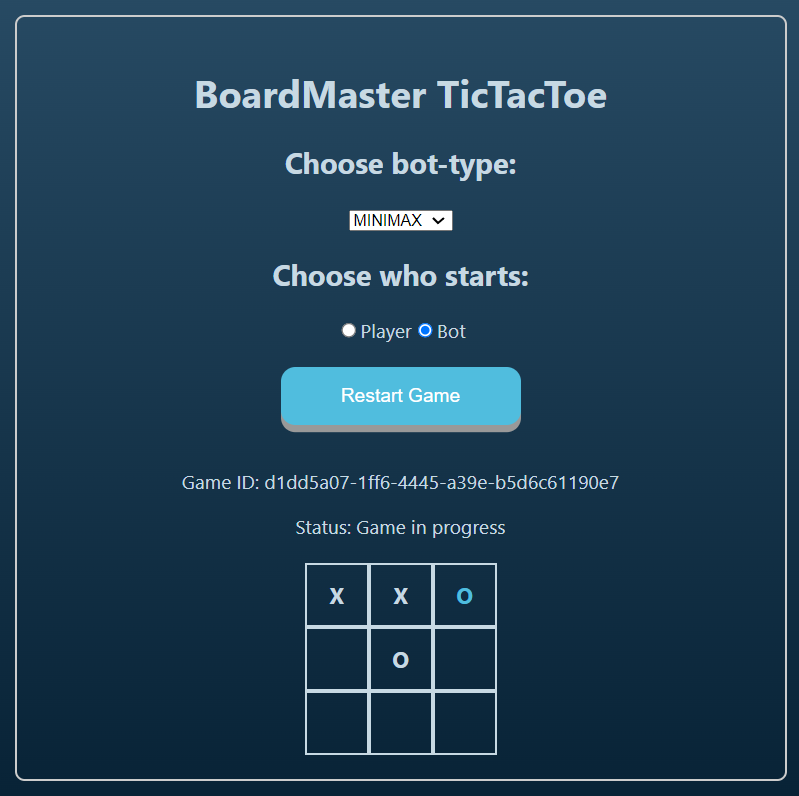 BoardMaster TicTacToe
Choose bot-type:
MINIMAX
Choose who starts:
Player Bot
Restart Game
Game ID: d1dd5a07-1ff6-4445-a39e-b5d6c61190e7
Status: Game in progress
X X O
O